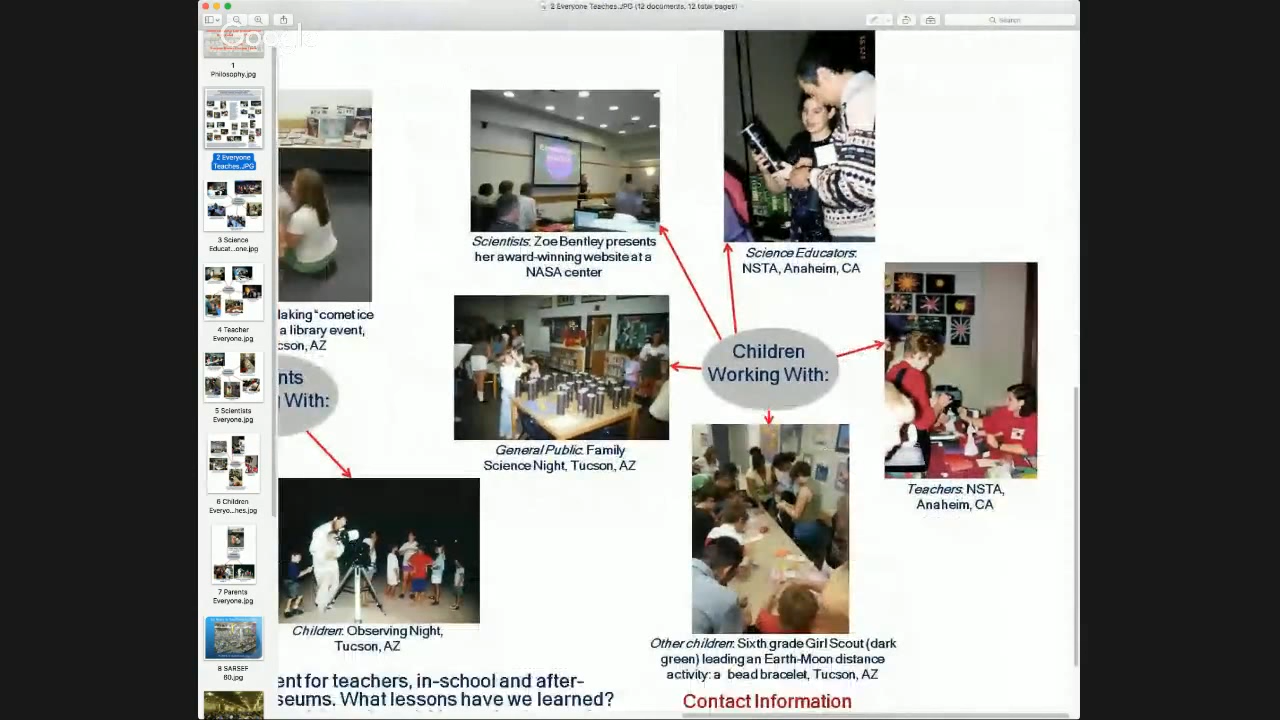 2 Everyone Teaches..JPG (12 documents, 12 total pages)
Search
Google
1
Philosophy.jpg
2 Everyone
Teaches..JPG
3 Science
Educat...one.jpg
4 Teacher
Everyone.jpg
5 Scientists
Everyone.jpg
6 Children
Everyo...hes.jpg
7 Parents
Everyone.jpg
8 SARSEF
60.jpg
Scientists: Zoe Bentley presents
her award-winning website at a
NASA center
Science Educators:
NSTA, Anaheim, CA
laking "comet ice
a library event,
cson, AZ
nts
With:
Children
Working With:
General Public: Family
Science Night, Tucson, AZ
Teachers: NSTA,
Anaheim, CA
Children: Observing Night,
Tucson, AZ
Other children: Sixth grade Girl Scout (dark
green) leading an Earth-Moon distance
activity: a bead bracelet, Tucson, AZ
ent for teachers, in-school and after-
seums. What lessons have we learned?
Contact Information